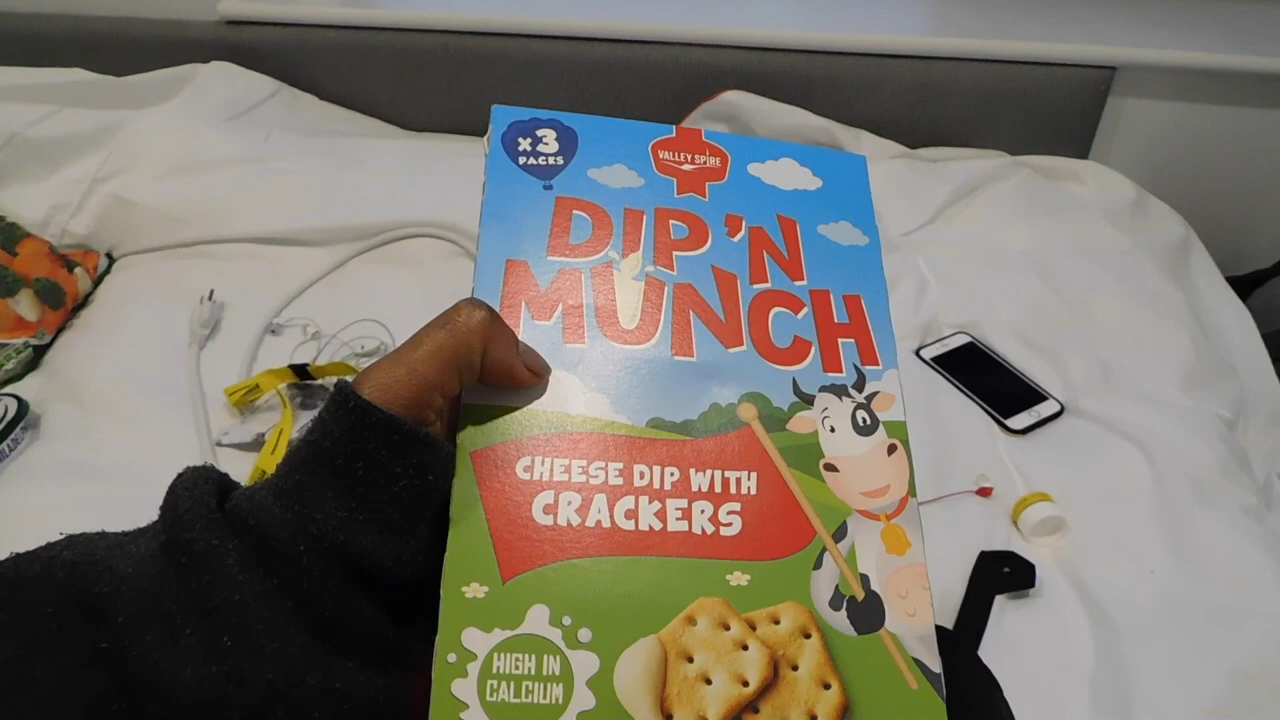 x3
PACKS
VALLEY SPIRE
DIP 'N
MUNCH
CHEESE DIP WITH
CRACKERS
HIGH IN
CALCIUM